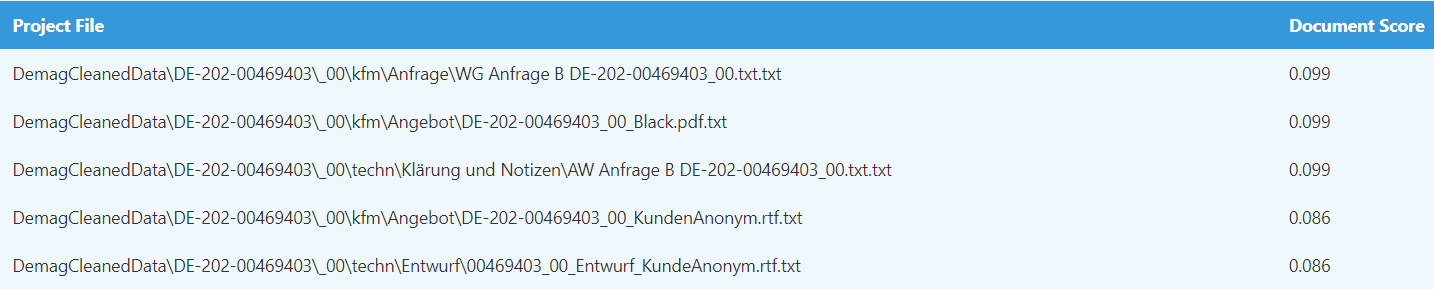 Project File Document Score
DemagCleanedData\DE-202-00469403\_00\kfm\Anfrage\WG Anfrage B DE-202-00469403_00.txt.txt 0.099
DemagCleanedData\DE-202-00469403\_00\kfm\Angebot\DE-202-00469403_00_Black.pdf.txt 0.099
DemagCleanedData\DE-202-00469403\_00\techn\Klärung und Notizen\AW Anfrage B DE-202-00469403_00.txt.txt 0.099
DemagCleanedData\DE-202-00469403\_00\kfm\Angebot\DE-202-00469403_00_KundenAnonym.rtf.txt 0.086
DemagCleanedData\DE-202-00469403\_00\techn\Entwurf\00469403_00_Entwurf_KundeAnonym.rtf.txt 0.086